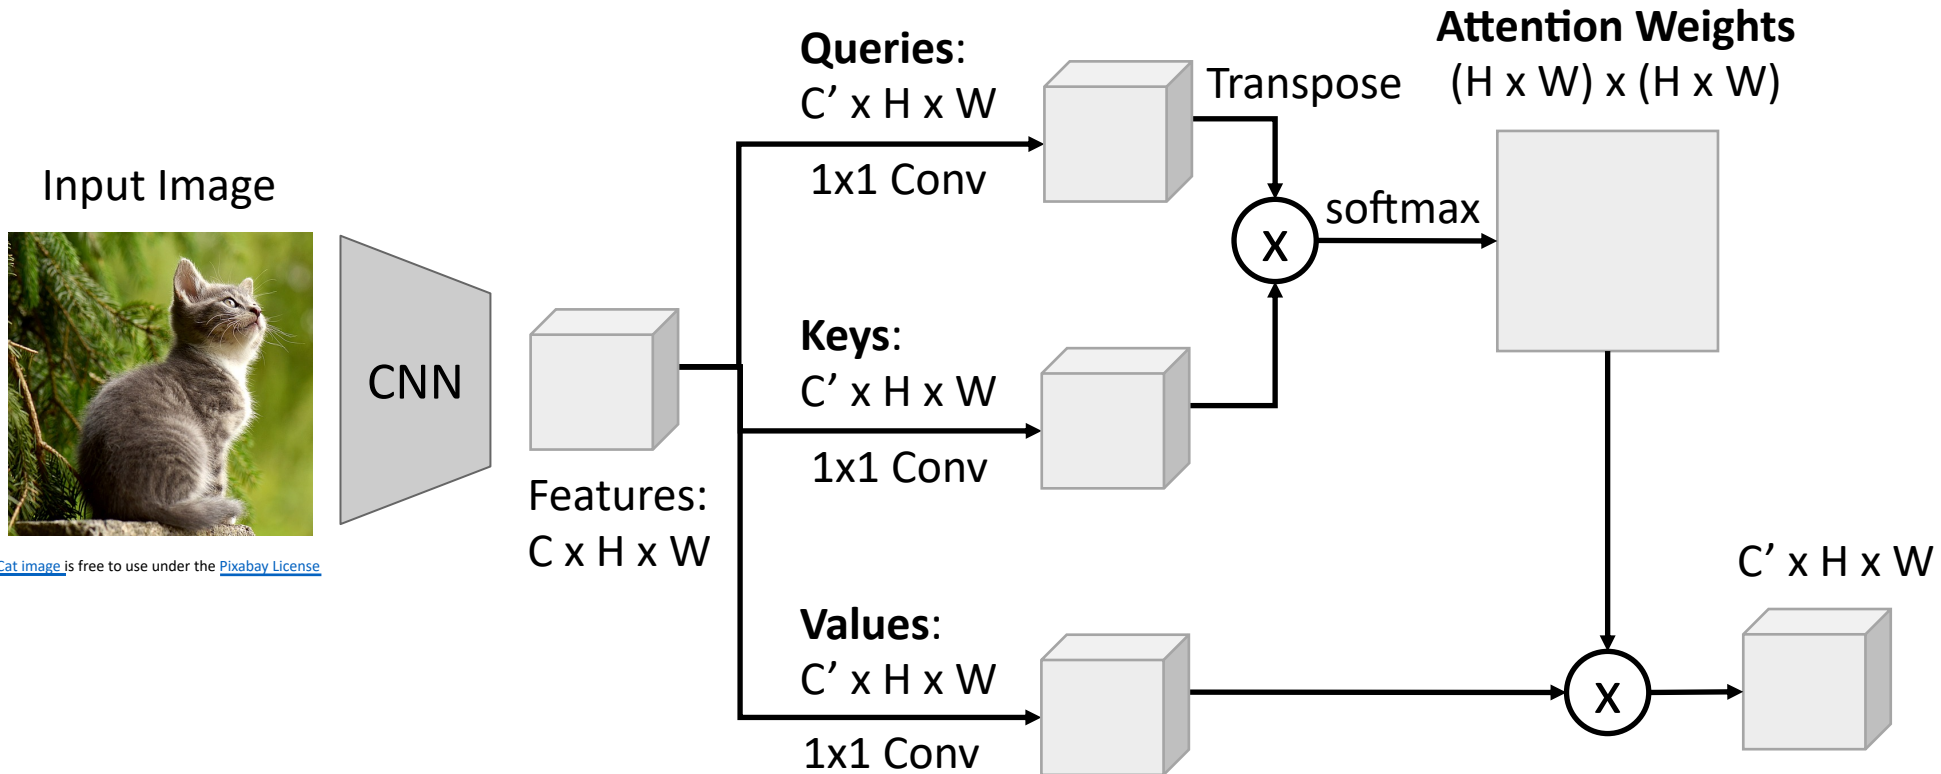 Input Image
Cat image is free to use under the Pixabay License
CNN
Features:
C x H x W
Queries:
C’ x H x W
1x1 Conv
Keys:
C’ x H x W
1x1 Conv
Values:
C’ x H x W
1x1 Conv
Transpose
X
softmax
Attention Weights
(H x W) x (H x W)
X
C’ x H x W